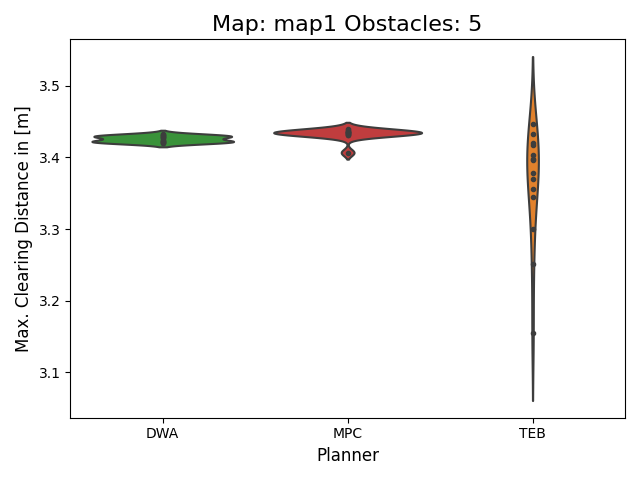 Map: map1 Obstacles: 5
Max. Clearing Distance in [m]
3.5
3.4
3.3
3.2
3.1
DWA
MPC
TEB
Planner